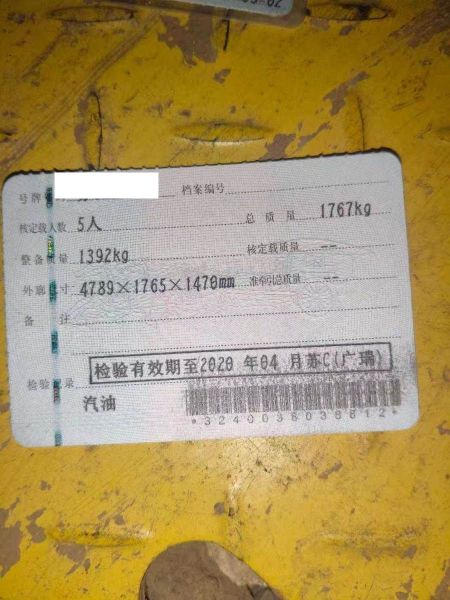 号牌
档案编号
核定载人数 5人 总质量 1767kg
整备质量 1392kg 核定载质量 --
外廓尺寸 4789×1765×1470mm 准牵引总质量 --
备注
检验记录 检验有效期至2020年04月苏C(广瑞)
汽油